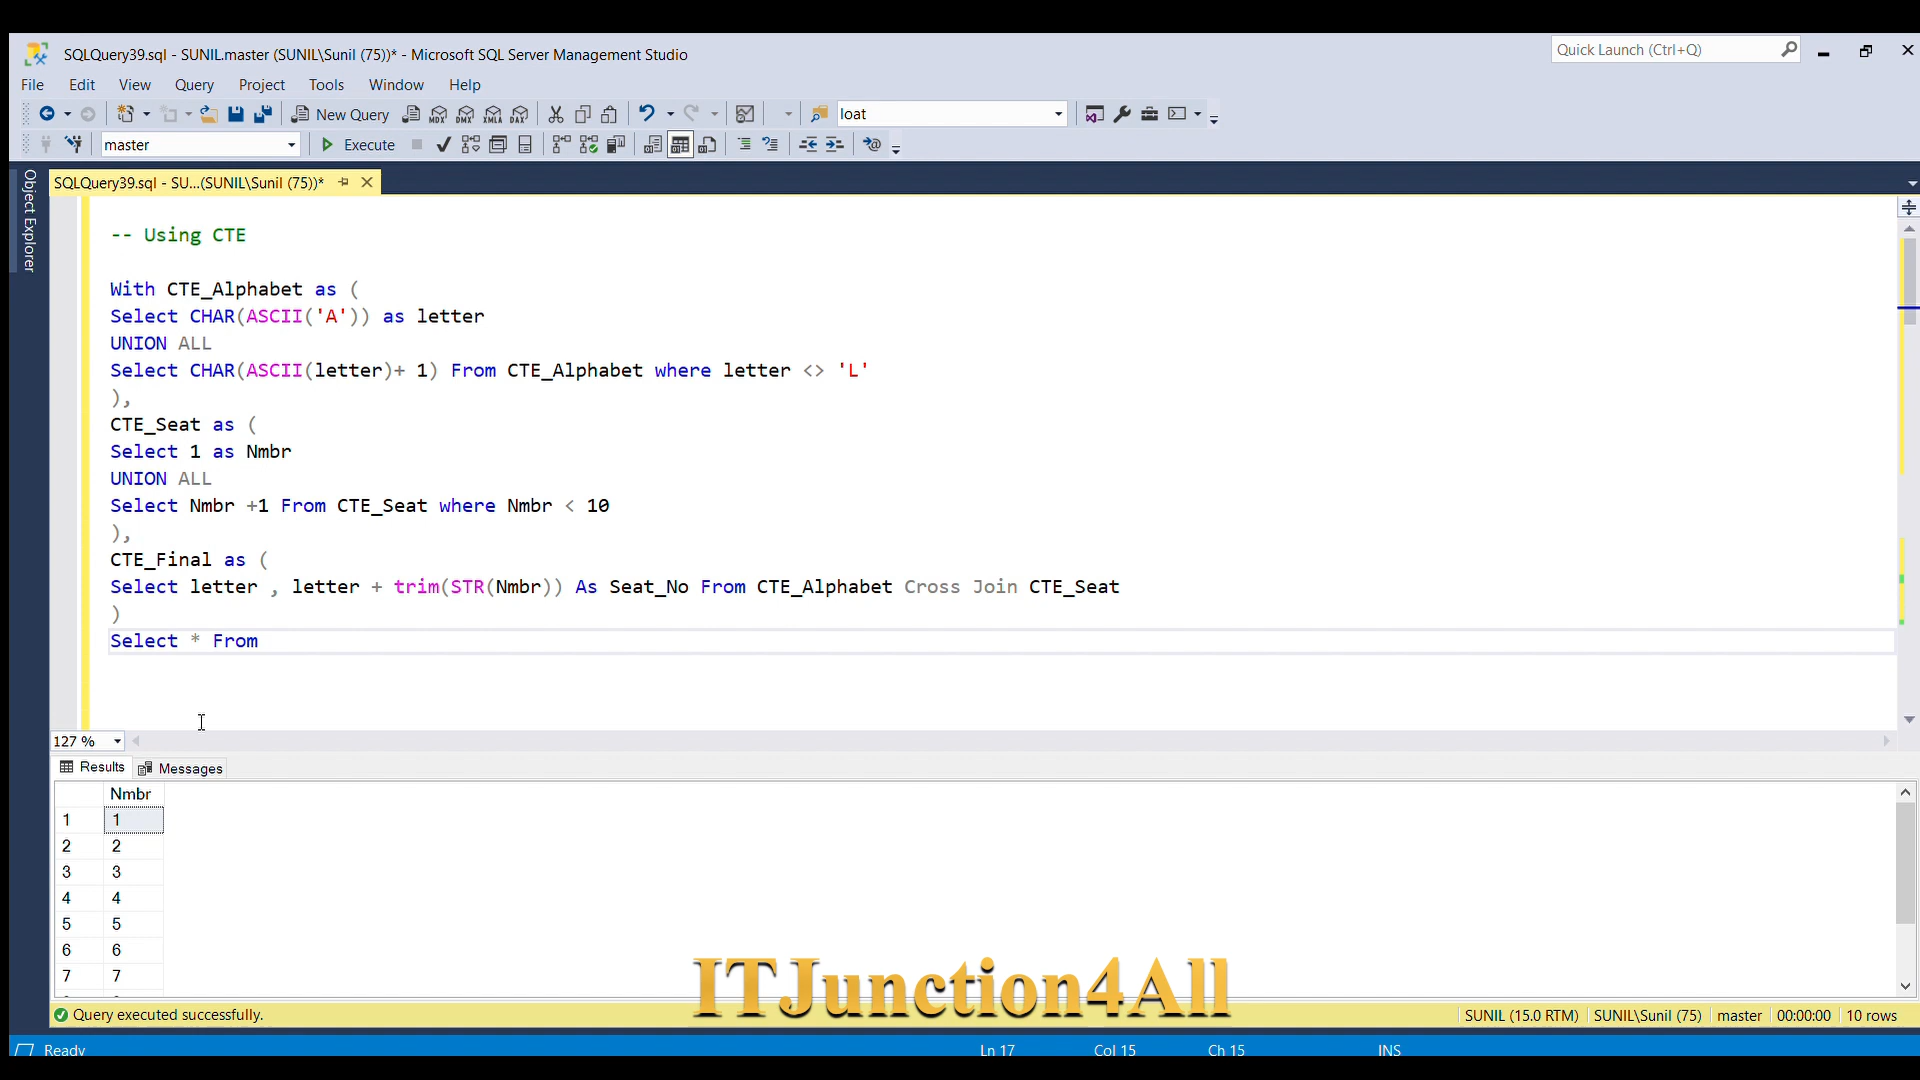 SQLQuery39.sql - SUNIL.master (SUNIL\Sunil (75))* - Microsoft SQL Server Management Studio
Quick Launch (Ctrl+Q)
File Edit View Query Project Tools Window Help
New Query MDX DMX XMLA DAX loat
master Execute
Object Explorer
SQLQuery39.sql - SU...(SUNIL\Sunil (75))*
-- Using CTE
With CTE_Alphabet as (
Select CHAR(ASCII('A')) as letter
UNION ALL
Select CHAR(ASCII(letter)+ 1) From CTE_Alphabet where letter <> 'L'
),
CTE_Seat as (
Select 1 as Nmbr
UNION ALL
Select Nmbr +1 From CTE_Seat where Nmbr < 10
),
CTE_Final as (
Select letter , letter + trim(STR(Nmbr)) As Seat_No From CTE_Alphabet Cross Join CTE_Seat
)
Select * From
127 %
Results Messages
Nmbr
1 1
2 2
3 3
4 4
5 5
6 6
7 7
ITJunction4All
Query executed successfully.
SUNIL (15.0 RTM) SUNIL\Sunil (75) master 00:00:00 10 rows
Ready Ln 17 Col 15 Ch 15 INS